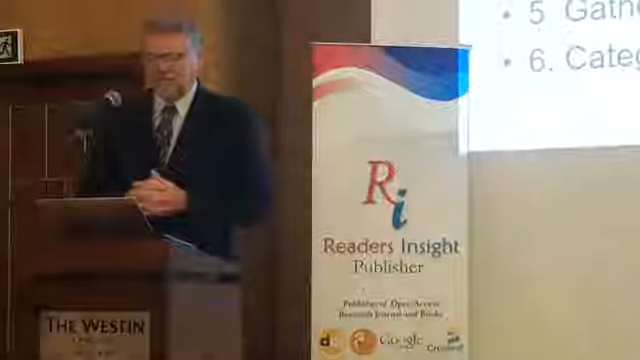 5 Gath
6. Categ
Ri
Readers Insight
Publisher
Publisher of Open Access
Research Journal and Books
Google
Crossref
THE WESTIN